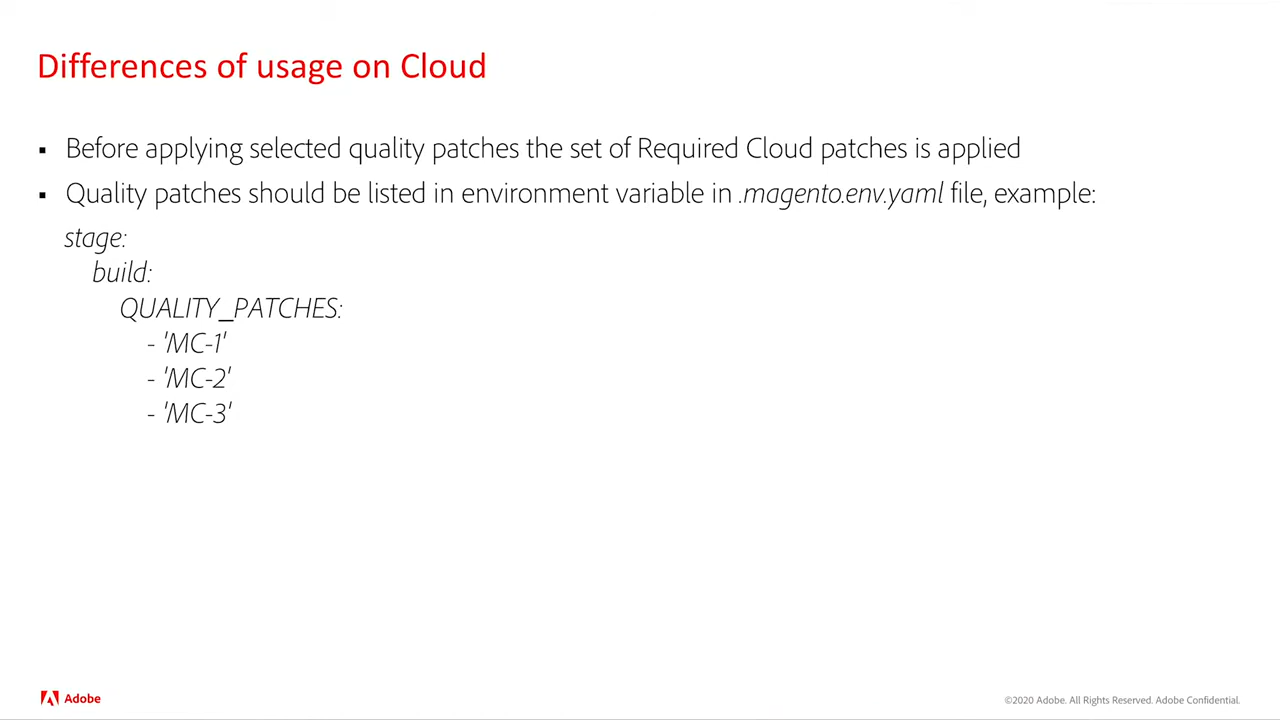 Differences of usage on Cloud
▪ Before applying selected quality patches the set of Required Cloud patches is applied
▪ Quality patches should be listed in environment variable in .magento.env.yaml file, example:
stage:
build:
QUALITY_PATCHES:
- 'MC-1'
- 'MC-2'
- 'MC-3'
Adobe
©2020 Adobe. All Rights Reserved. Adobe Confidential.